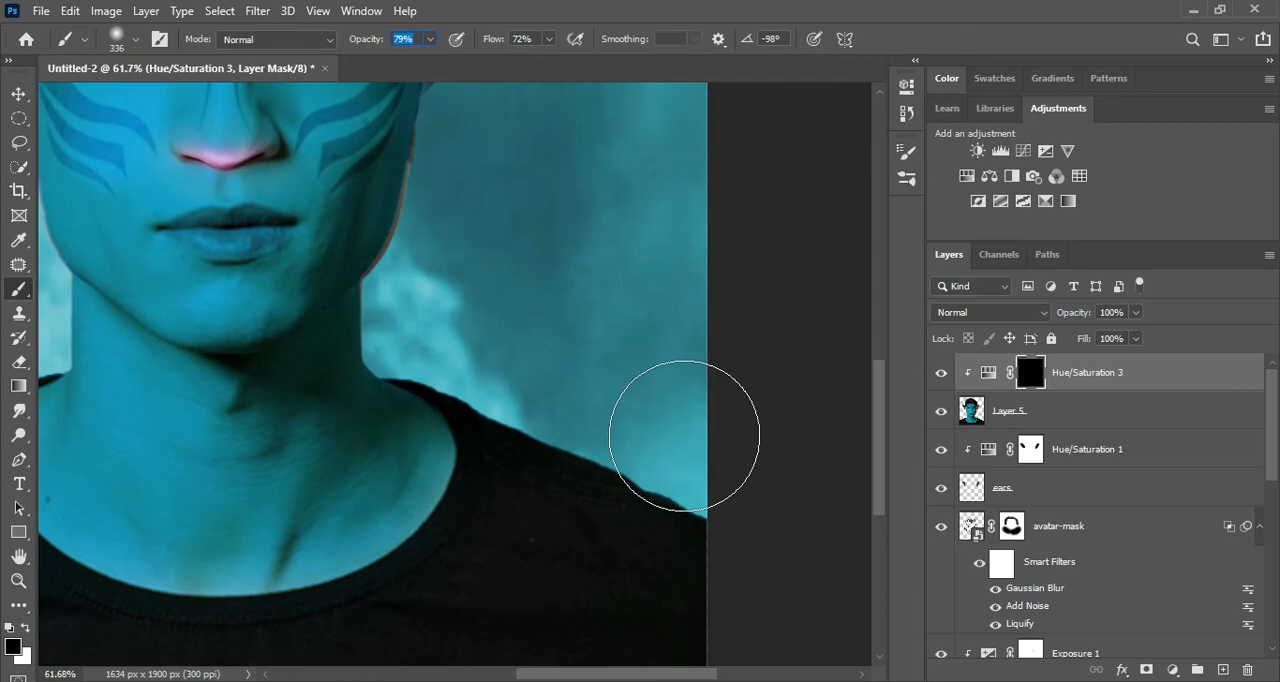 Ps File Edit Image Layer Type Select Filter 3D View Window Help
336 Mode: Normal Opacity: 79% Flow: 72% Smoothing: -98°
Untitled-2 @ 61.7% (Hue/Saturation 3, Layer Mask/8) *
Color Swatches Gradients Patterns
Learn Libraries Adjustments
Add an adjustment
Layers Channels Paths
Kind
Normal Opacity: 100%
Lock: Fill: 100%
Hue/Saturation 3
Layer 5
Hue/Saturation 1
ears
avatar-mask
Smart Filters
Gaussian Blur
Add Noise
Liquify
Exposure 1
61.68% 1634 px x 1900 px (300 ppi)
fx